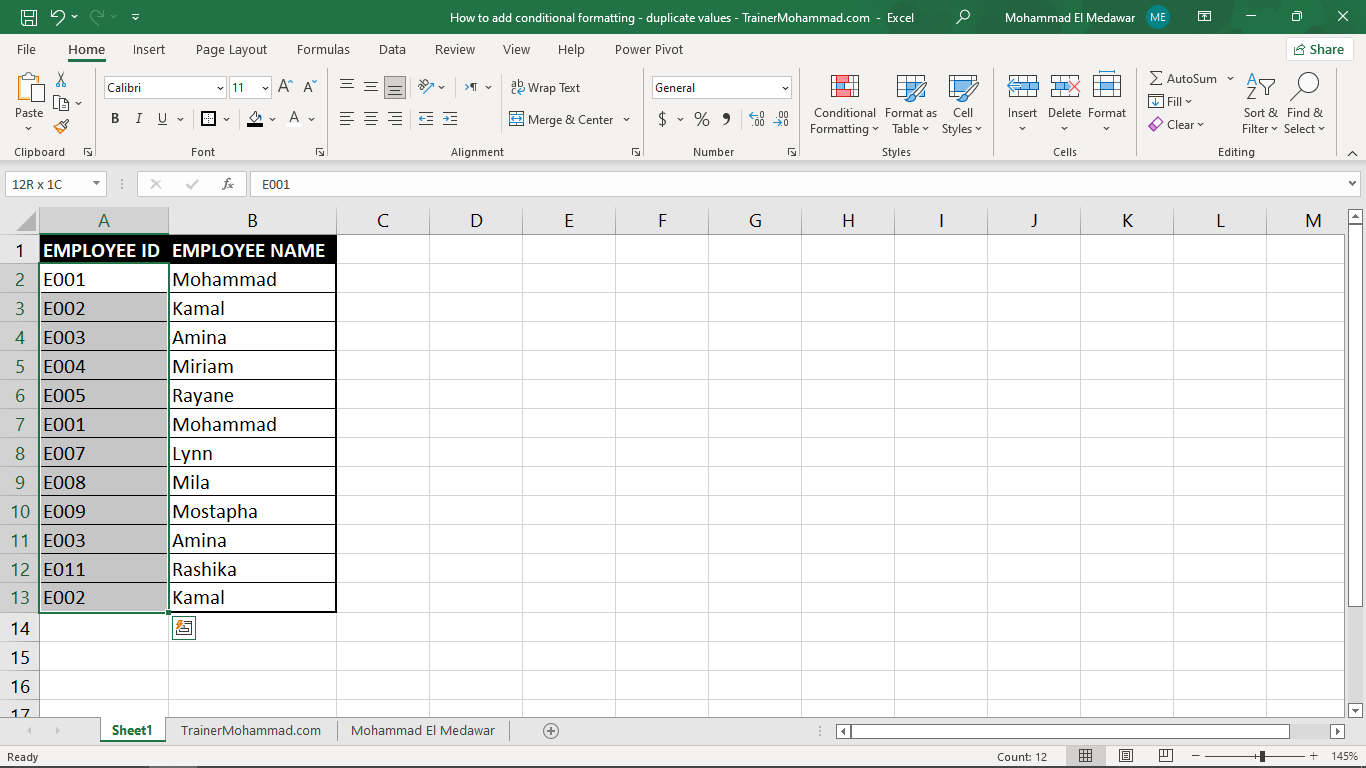 How to add conditional formatting - duplicate values - TrainerMohammad.com - Excel
Mohammad El Medawar ME
File Home Insert Page Layout Formulas Data Review View Help Power Pivot Share
Paste
Clipboard
Calibri 11
B I U A
Font
ab Wrap Text
Merge & Center
Alignment
General
$ % 9
Number
Conditional Formatting
Format as Table
Cell Styles
Styles
Insert Delete Format
Cells
AutoSum
Fill
Clear
Sort & Filter
Find & Select
Editing
12R x 1C fx E001
A B C D E F G H I J K L M
1 EMPLOYEE ID EMPLOYEE NAME
2 E001 Mohammad
3 E002 Kamal
4 E003 Amina
5 E004 Miriam
6 E005 Rayane
7 E001 Mohammad
8 E007 Lynn
9 E008 Mila
10 E009 Mostapha
11 E003 Amina
12 E011 Rashika
13 E002 Kamal
14
15
16
17
Sheet1 TrainerMohammad.com Mohammad El Medawar
Ready Count: 12 145%